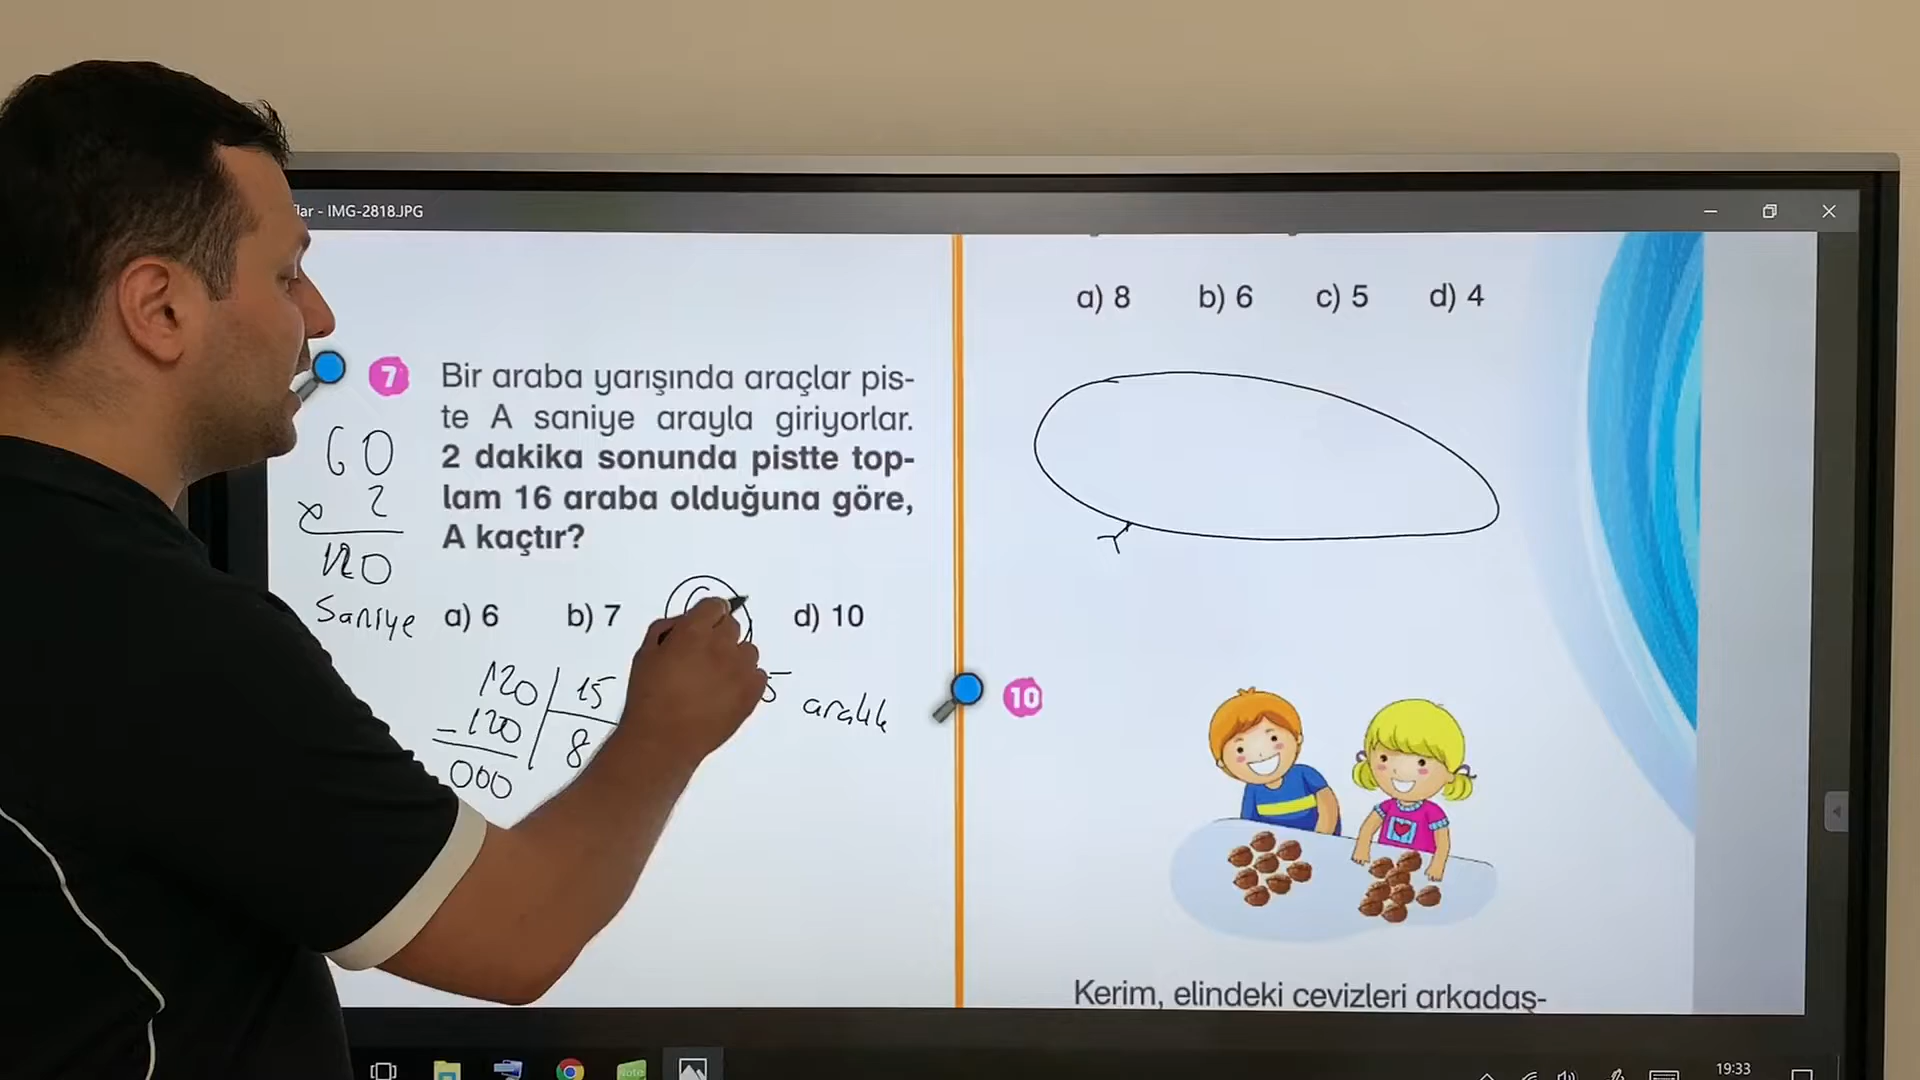 lar - IMG-2818.JPG
7
Bir araba yarışında araçlar pis-
te A saniye arayla giriyorlar.
2 dakika sonunda pistte top-
lam 16 araba olduğuna göre,
A kaçtır?
a) 6 b) 7 d) 10
60
x 2
120
Saniye
120 15
-120 8
000
aralık
a) 8 b) 6 c) 5 d) 4
10
Kerim, elindeki cevizleri arkadaş-
19:33